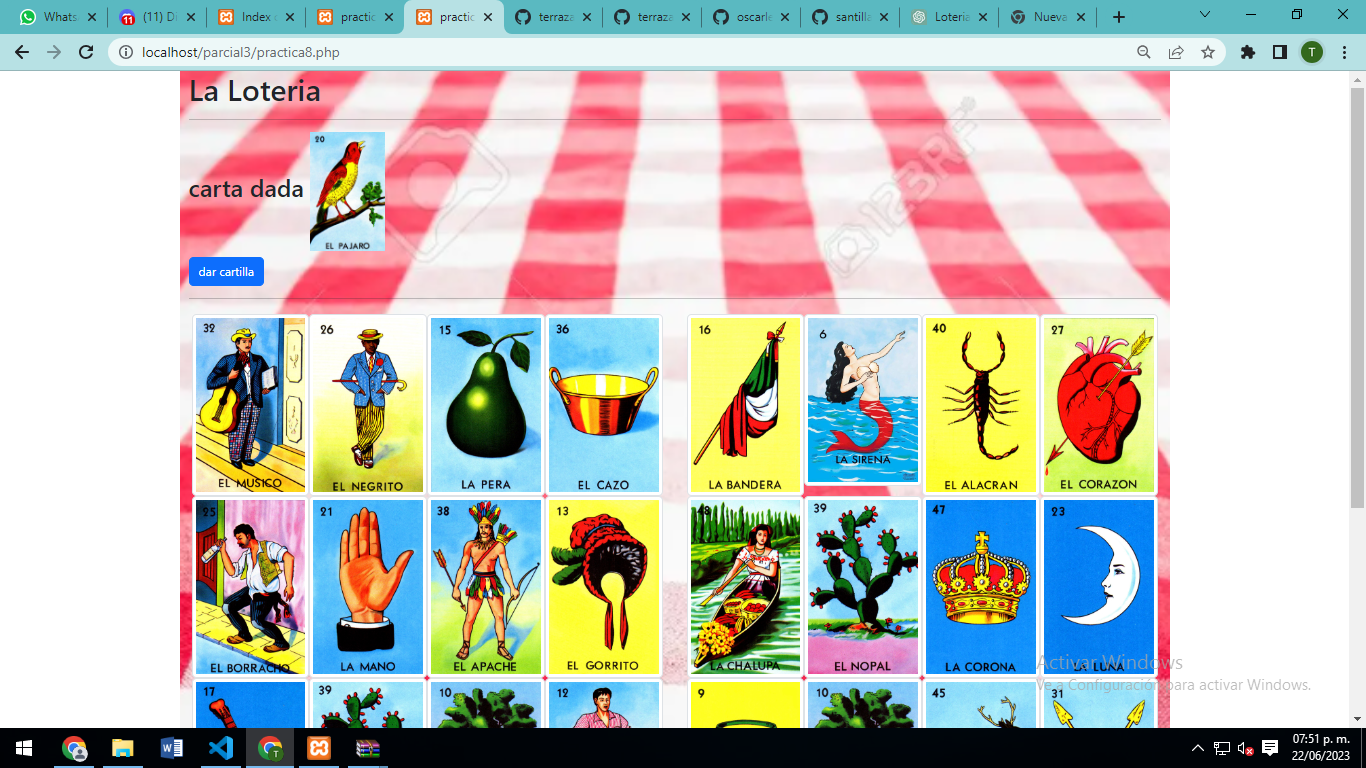 Whats
(11) Di
Index
practic
practic
terraza
terraza
oscarle
santilla
Loteria
Nueva
localhost/parcial3/practica8.php
T
La Loteria
123RF
carta dada
20
EL PAJARO
dar cartilla
32
EL MUSICO
26
EL NEGRITO
15
LA PERA
36
EL CAZO
16
LA BANDERA
6
LA SIRENA
40
EL ALACRAN
27
EL CORAZON
25
EL BORRACHO
21
LA MANO
38
EL APACHE
13
EL GORRITO
48
LA CHALUPA
39
EL NOPAL
47
LA CORONA
23
LA LUNA
17
39
10
12
9
10
45
31
Activar Windows
Ve a Configuración para activar Windows.
07:51 p. m.
22/06/2023